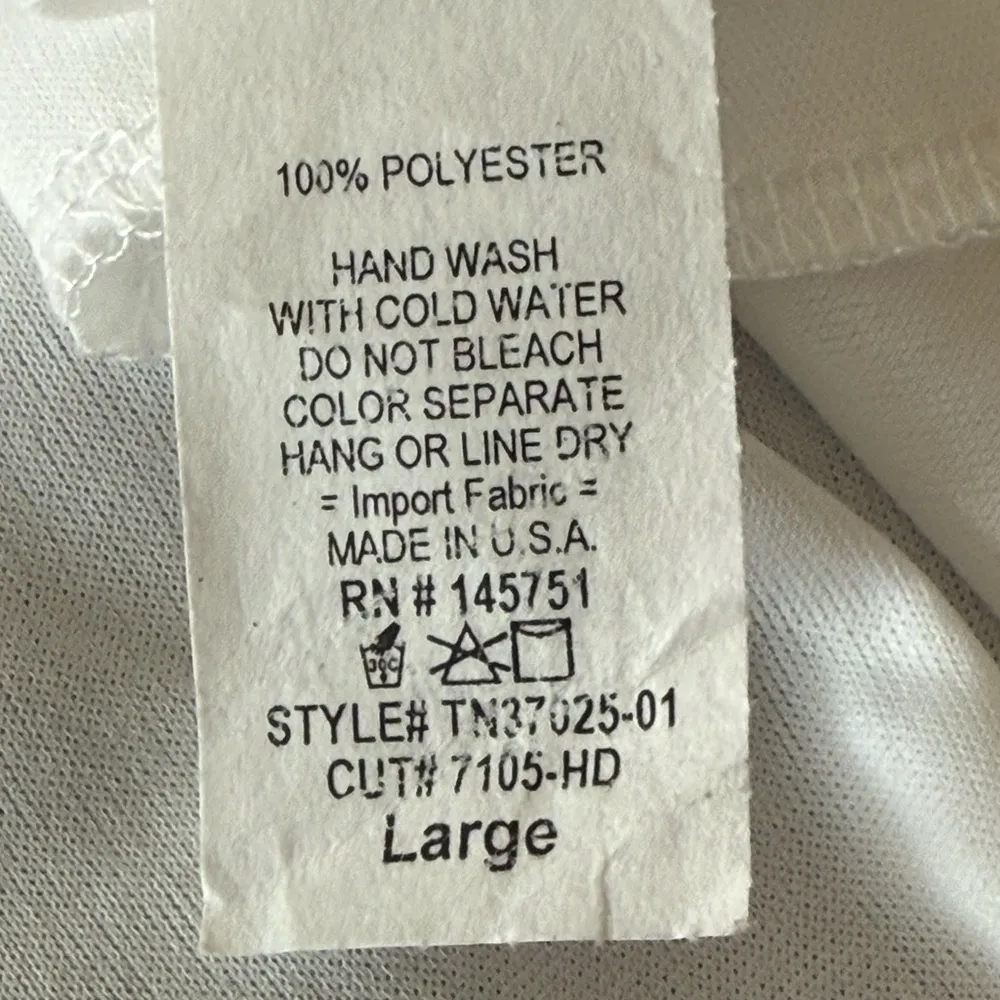 100% POLYESTER
HAND WASH
WITH COLD WATER
DO NOT BLEACH
COLOR SEPARATE
HANG OR LINE DRY
= Import Fabric =
MADE IN U.S.A.
RN # 145751
30C
STYLE# TN37025-01
CUT# 7105-HD
Large